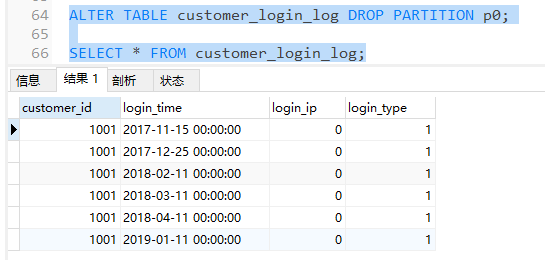 64 ALTER TABLE customer_login_log DROP PARTITION p0;
65
66 SELECT * FROM customer_login_log;
信息 结果 1 剖析 状态
customer_id login_time login_ip login_type
1001 2017-11-15 00:00:00 0 1
1001 2017-12-25 00:00:00 0 1
1001 2018-02-11 00:00:00 0 1
1001 2018-03-11 00:00:00 0 1
1001 2018-04-11 00:00:00 0 1
1001 2019-01-11 00:00:00 0 1